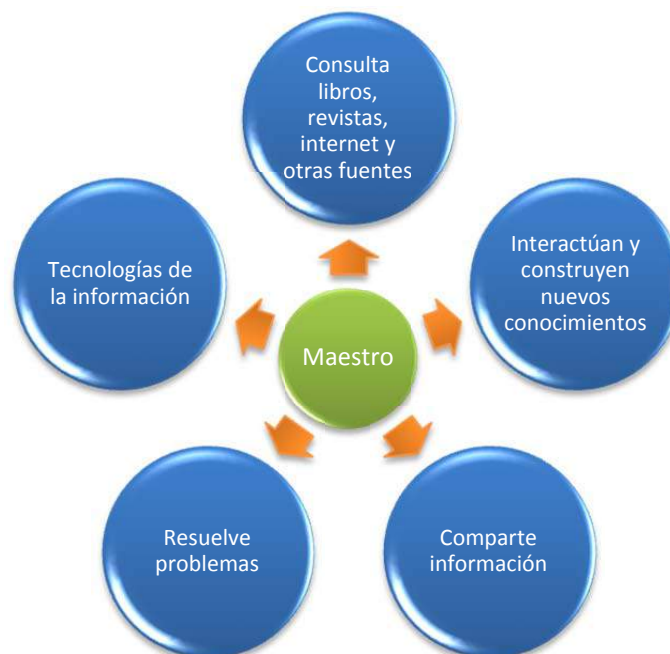 Consulta
libros,
revistas,
internet y
otras fuentes
Tecnologías de
la información
Interactúan y
construyen
nuevos
conocimientos
Maestro
Resuelve
problemas
Comparte
información